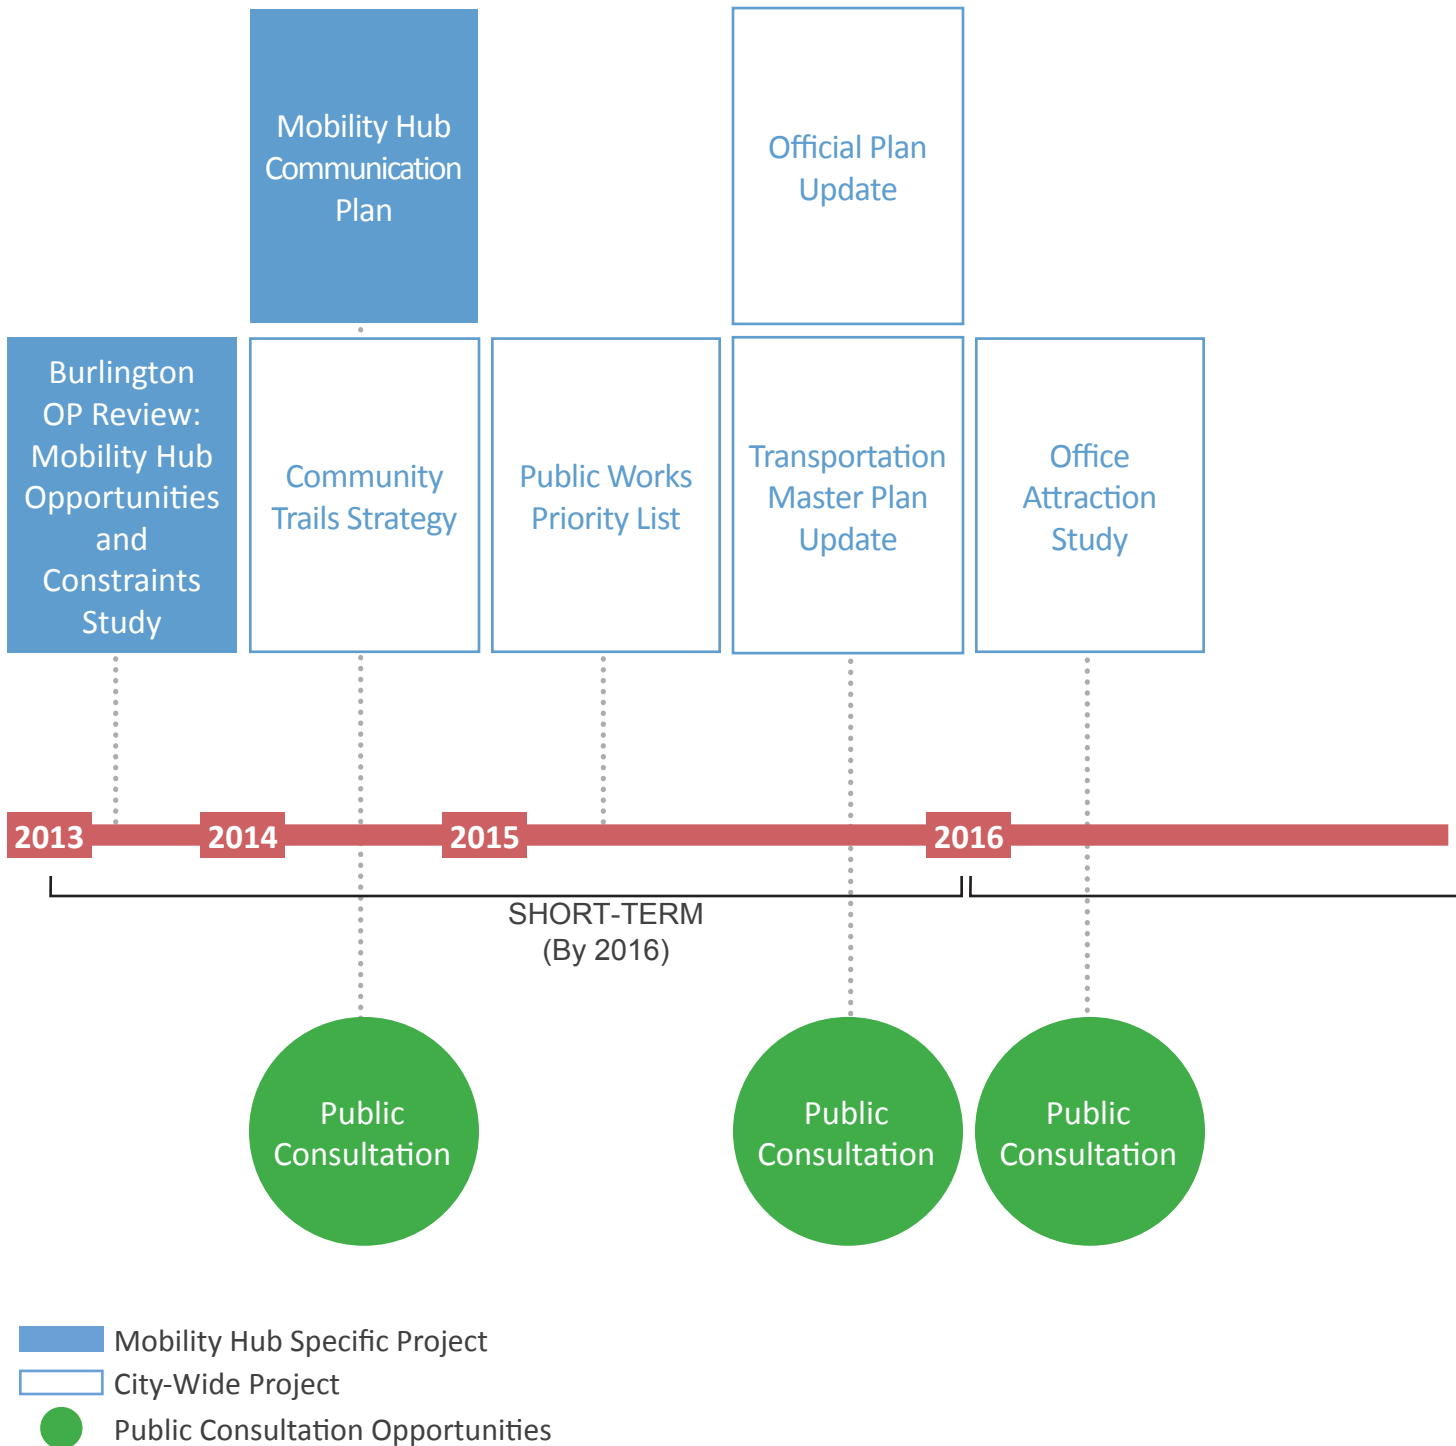 Mobility Hub
Communication
Plan
Official Plan
Update
Burlington
OP Review:
Mobility Hub
Opportunities
and
Constraints
Study
Community
Trails Strategy
Public Works
Priority List
Transportation
Master Plan
Update
Office
Attraction
Study
2013
2014
2015
2016
SHORT-TERM
(By 2016)
Public
Consultation
Public
Consultation
Public
Consultation
Mobility Hub Specific Project
City-Wide Project
Public Consultation Opportunities